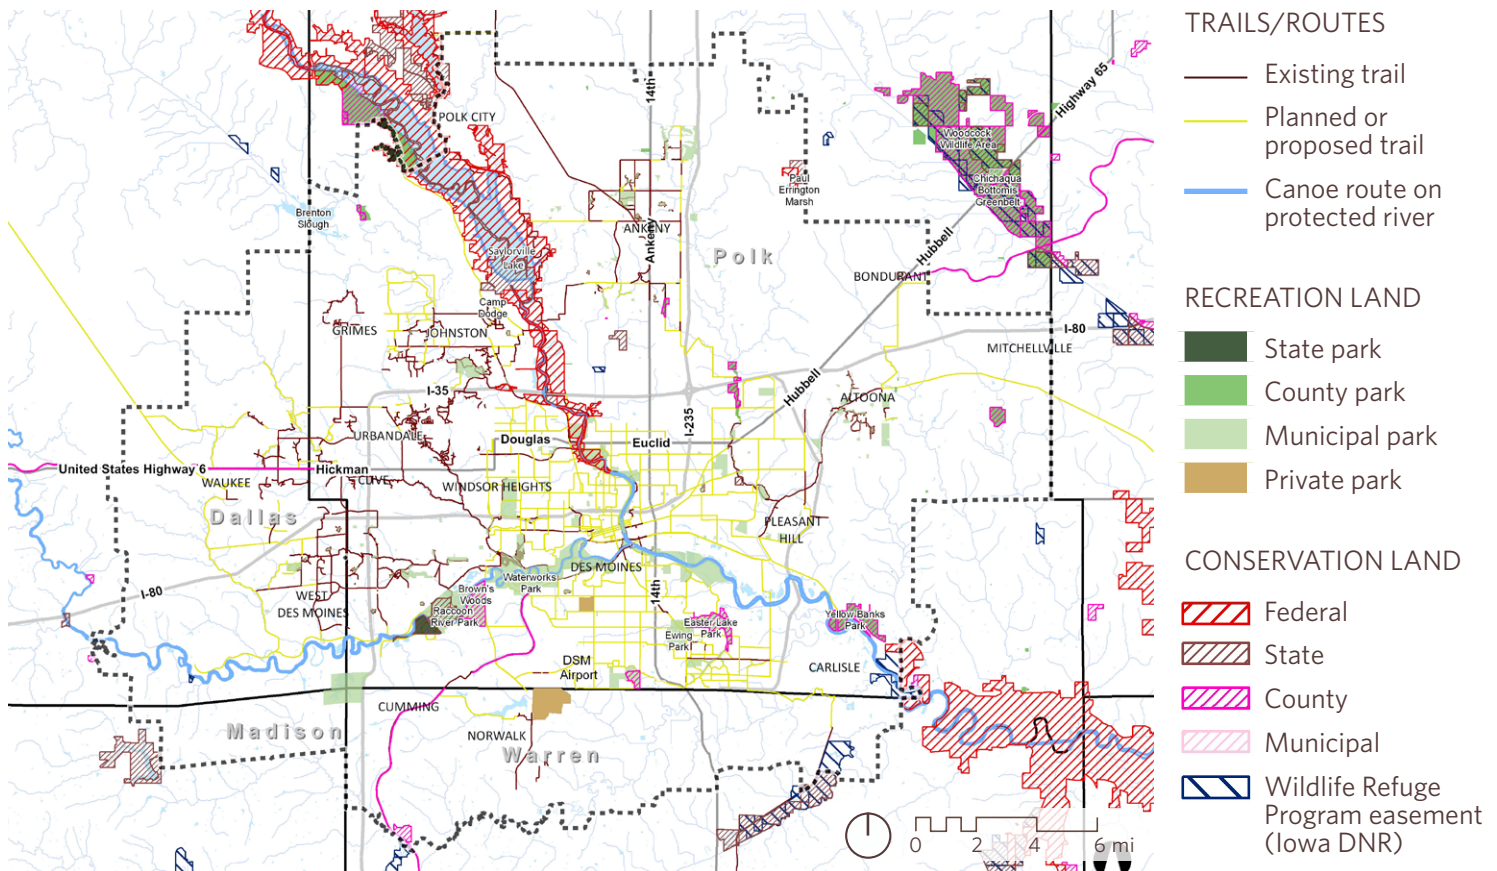 TRAILS/ROUTES
Existing trail
Planned or
proposed trail
Canoe route on
protected river
RECREATION LAND
State park
County park
Municipal park
Private park
CONSERVATION LAND
Federal
State
County
Municipal
Wildlife Refuge
Program easement
(Iowa DNR)
POLK CITY
14th
Highway 65
Woodcock
Wildlife Area
Paul
Errington
Marsh
Chichaqua
Bottoms
Greenbelt
Brenton
Slough
ANKENY
Ankeny
Saylorville
Lake
Polk
Hubbell
BONDURANT
Camp
Dodge
GRIMES
JOHNSTON
I-80
MITCHELLVILLE
I-35
Hubbell
ALTOONA
I-235
URBANDALE
Douglas
Euclid
United States Highway 6
Hickman
WAUKEE
CLIVE
WINDSOR HEIGHTS
Dallas
PLEASANT
HILL
DES MOINES
I-80
WEST
DES MOINES
Waterworks
Park
Brown's
Woods
Raccoon
River Park
14th
Easter Lake
Park
Ewing
Park
Yellow Banks
Park
DSM
Airport
CARLISLE
CUMMING
Madison
NORWALK
Warren
0 2 4 6 mi